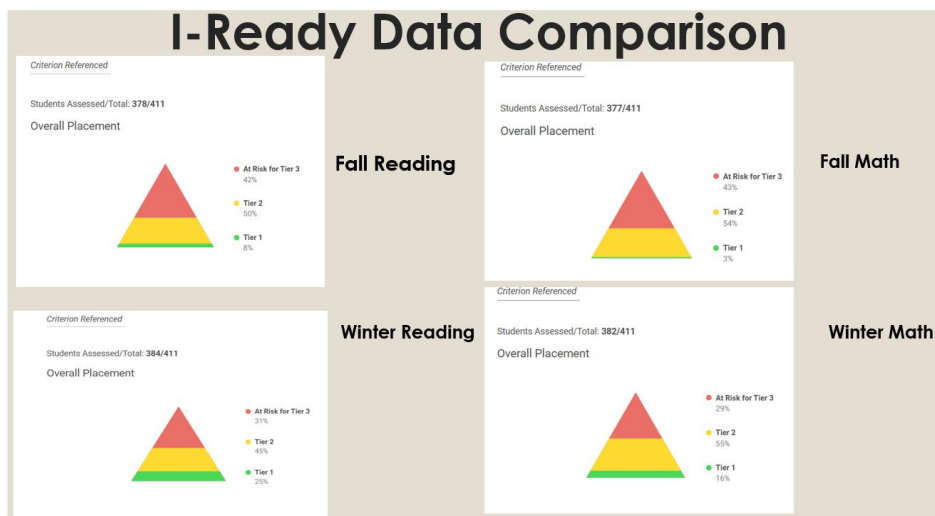 I-Ready Data Comparison
Criterion Referenced
Students Assessed/Total: 378/411
Overall Placement
At Risk for Tier 3
42%
Tier 2
50%
Tier 1
8%
Fall Reading
Criterion Referenced
Students Assessed/Total: 377/411
Overall Placement
At Risk for Tier 3
43%
Tier 2
54%
Tier 1
3%
Fall Math
Criterion Referenced
Students Assessed/Total: 384/411
Overall Placement
At Risk for Tier 3
31%
Tier 2
45%
Tier 1
25%
Winter Reading
Criterion Referenced
Students Assessed/Total: 382/411
Overall Placement
At Risk for Tier 3
29%
Tier 2
55%
Tier 1
16%
Winter Math